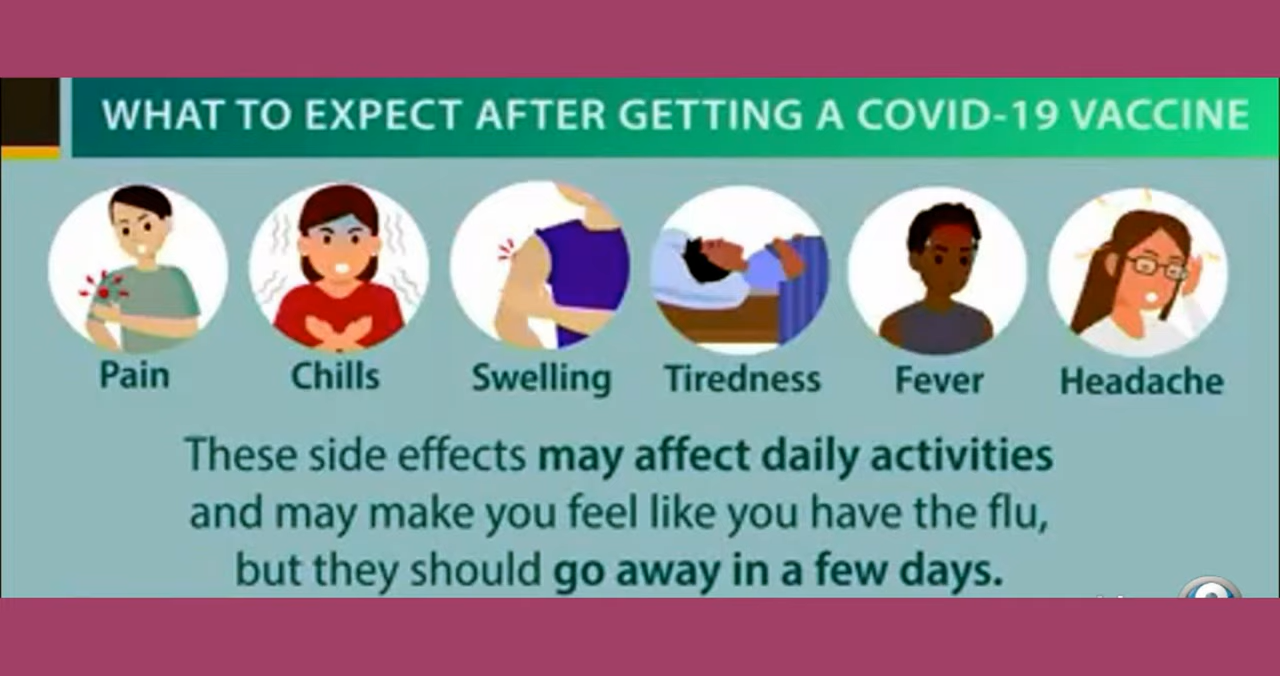 WHAT TO EXPECT AFTER GETTING A COVID-19 VACCINE
Pain Chills Swelling Tiredness Fever Headache
These side effects may affect daily activities
and may make you feel like you have the flu,
but they should go away in a few days.